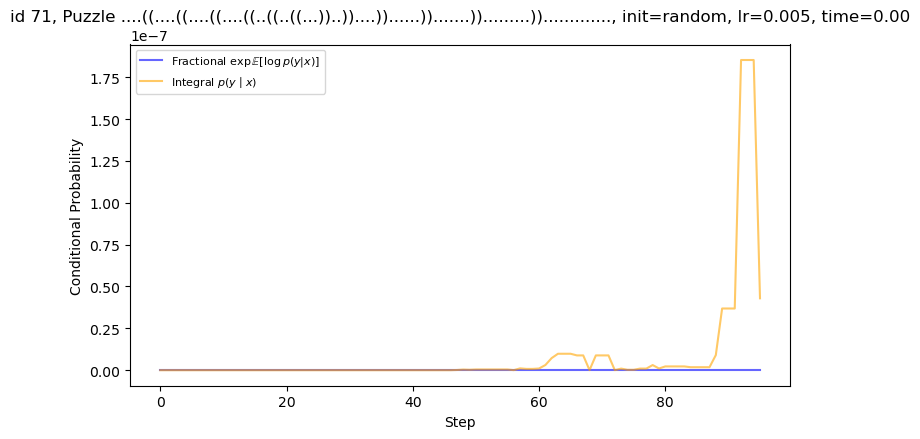 id 71, Puzzle ....((....((....((....((..((..((...))..))....))......)).......)).........)).............., init=random, lr=0.005, time=0.00
1e−7
Fractional exp𝔼[log p(y|x)]
Integral p(y | x)
1.75
1.50
1.25
1.00
0.75
0.50
0.25
0.00
Conditional Probability
0
20
40
60
80
Step